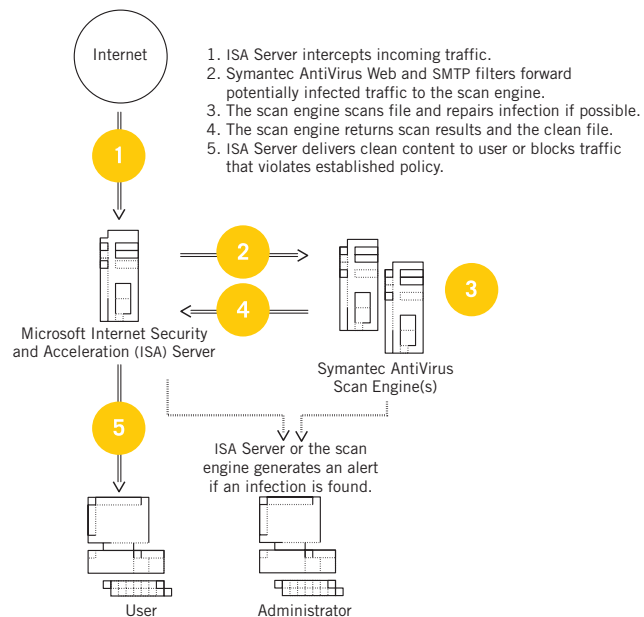 Internet
1. ISA Server intercepts incoming traffic.
2. Symantec AntiVirus Web and SMTP filters forward
potentially infected traffic to the scan engine.
3. The scan engine scans file and repairs infection if possible.
4. The scan engine returns scan results and the clean file.
5. ISA Server delivers clean content to user or blocks traffic
that violates established policy.
1
2
3
4
Microsoft Internet Security
and Acceleration (ISA) Server
Symantec AntiVirus
Scan Engine(s)
5
ISA Server or the scan
engine generates an alert
if an infection is found.
User
Administrator